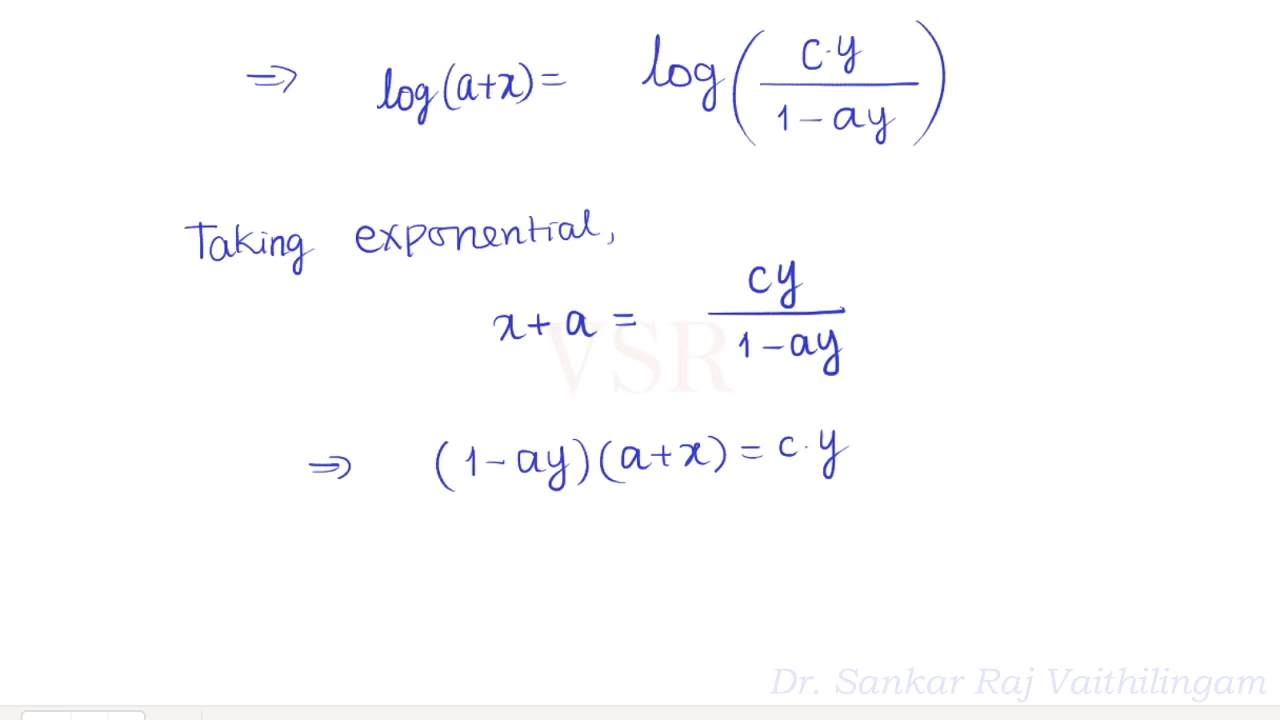 ⇒ log(a+x) = log(c·y / 1-ay)
Taking exponential,
x+a = cy / 1-ay
VSR
⇒ (1-ay)(a+x) = c·y
Dr. Sankar Raj Vaithilingam